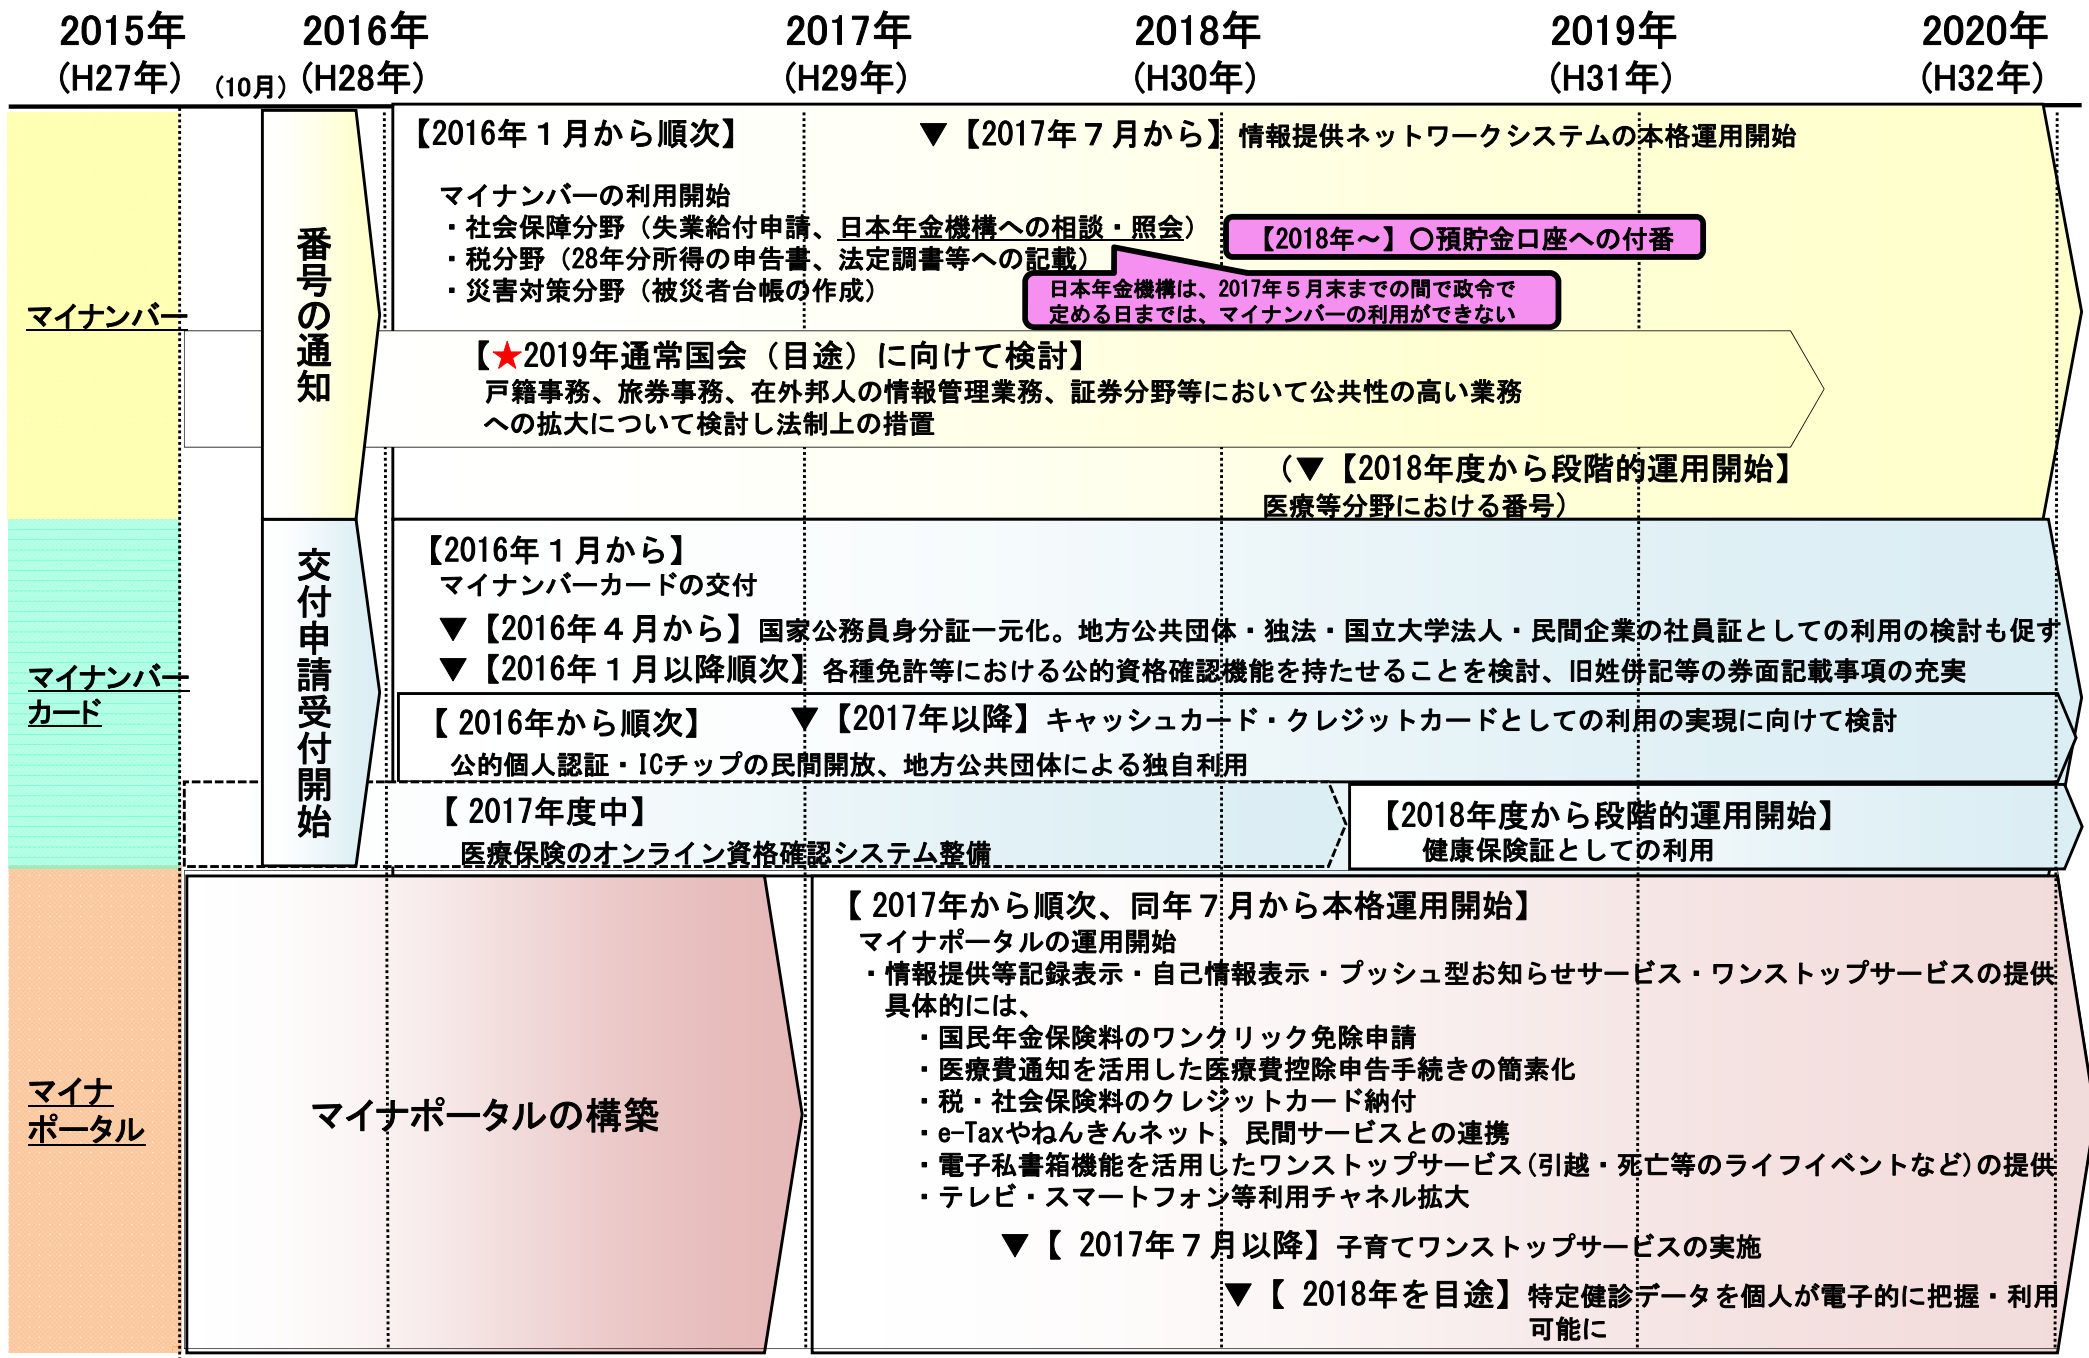 2015年
(H27年)
(10月)
2016年
(H28年)
2017年
(H29年)
2018年
(H30年)
2019年
(H31年)
2020年
(H32年)
マイナンバー
番号の通知
【2016年１月から順次】
▼【2017年７月から】情報提供ネットワークシステムの本格運用開始
マイナンバーの利用開始
・社会保障分野（失業給付申請、日本年金機構への相談・照会）
・税分野（28年分所得の申告書、法定調書等への記載）
・災害対策分野（被災者台帳の作成）
【2018年～】〇預貯金口座への付番
日本年金機構は、2017年５月末までの間で政令で
定める日までは、マイナンバーの利用ができない
【★2019年通常国会（目途）に向けて検討】
戸籍事務、旅券事務、在外邦人の情報管理業務、証券分野等において公共性の高い業務
への拡大について検討し法制上の措置
（▼【2018年度から段階的運用開始】
医療等分野における番号）
マイナンバー
カード
交付申請受付開始
【2016年１月から】
マイナンバーカードの交付
▼【2016年４月から】国家公務員身分証一元化。地方公共団体・独法・国立大学法人・民間企業の社員証としての利用の検討も促す
▼【2016年１月以降順次】各種免許等における公的資格確認機能を持たせることを検討、旧姓併記等の券面記載事項の充実
【 2016年から順次】
▼【2017年以降】キャッシュカード・クレジットカードとしての利用の実現に向けて検討
公的個人認証・ICチップの民間開放、地方公共団体による独自利用
【 2017年度中】
医療保険のオンライン資格確認システム整備
【2018年度から段階的運用開始】
健康保険証としての利用
マイナ
ポータル
マイナポータルの構築
【 2017年から順次、同年７月から本格運用開始】
マイナポータルの運用開始
・情報提供等記録表示・自己情報表示・プッシュ型お知らせサービス・ワンストップサービスの提供
具体的には、
・国民年金保険料のワンクリック免除申請
・医療費通知を活用した医療費控除申告手続きの簡素化
・税・社会保険料のクレジットカード納付
・e-Taxやねんきんネット、民間サービスとの連携
・電子私書箱機能を活用したワンストップサービス(引越・死亡等のライフイベントなど)の提供
・テレビ・スマートフォン等利用チャネル拡大
▼【 2017年７月以降】子育てワンストップサービスの実施
▼【 2018年を目途】特定健診データを個人が電子的に把握・利用
可能に